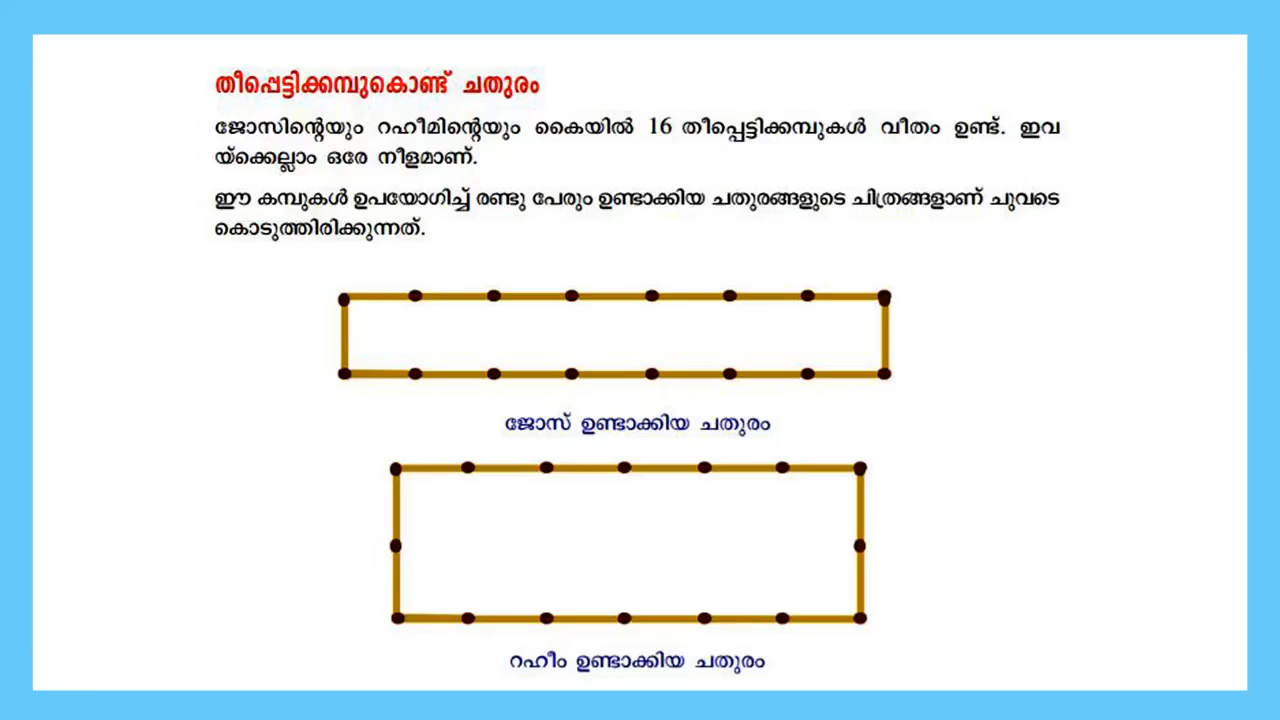 തീപ്പെട്ടിക്കമ്പുകൊണ്ട് ചതുരം
ജോസിന്റെയും റഹീമിന്റെയും കൈയിൽ 16 തീപ്പെട്ടിക്കമ്പുകൾ വീതം ഉണ്ട്. ഇവ
യ്ക്കെല്ലാം ഒരേ നീളമാണ്.
ഈ കമ്പുകൾ ഉപയോഗിച്ച് രണ്ടു പേരും ഉണ്ടാക്കിയ ചതുരങ്ങളുടെ ചിത്രങ്ങളാണ് ചുവടെ
കൊടുത്തിരിക്കുന്നത്.
ജോസ് ഉണ്ടാക്കിയ ചതുരം
റഹീം ഉണ്ടാക്കിയ ചതുരം